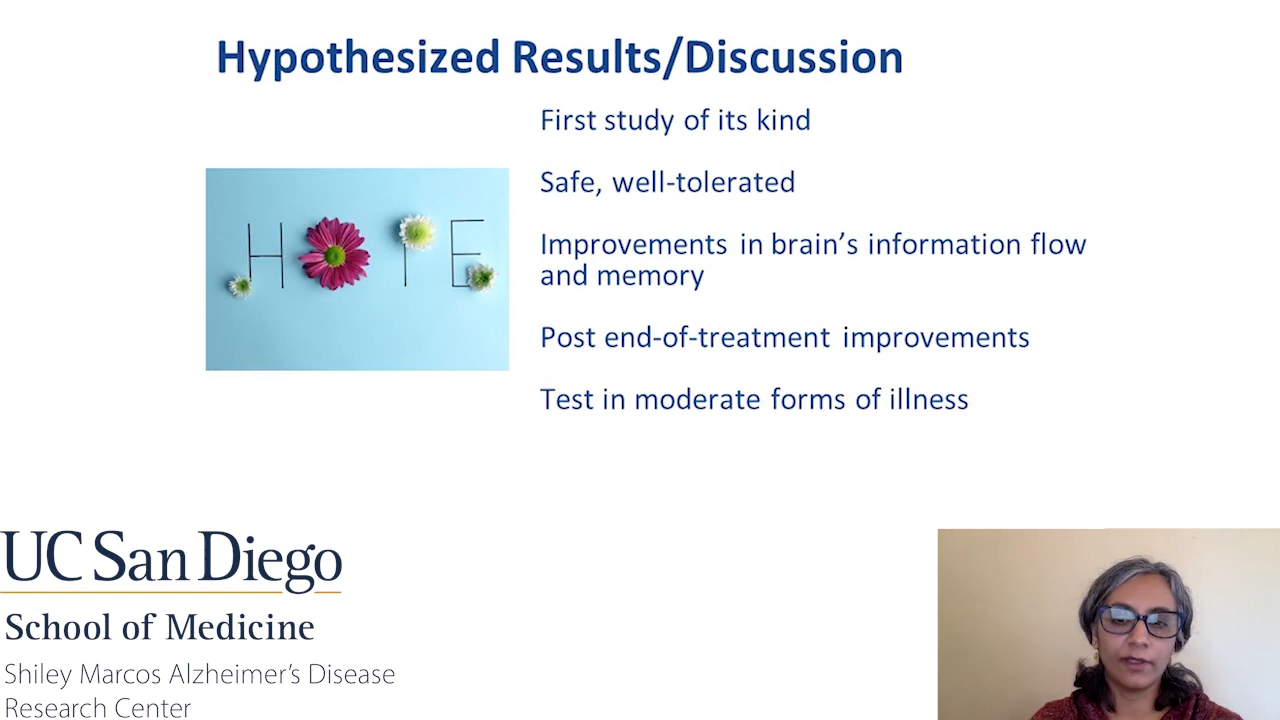 Hypothesized Results/Discussion
First study of its kind
Safe, well-tolerated
Improvements in brain's information flow
and memory
Post end-of-treatment improvements
Test in moderate forms of illness
HOPE
UC San Diego
School of Medicine
Shiley Marcos Alzheimer's Disease
Research Center